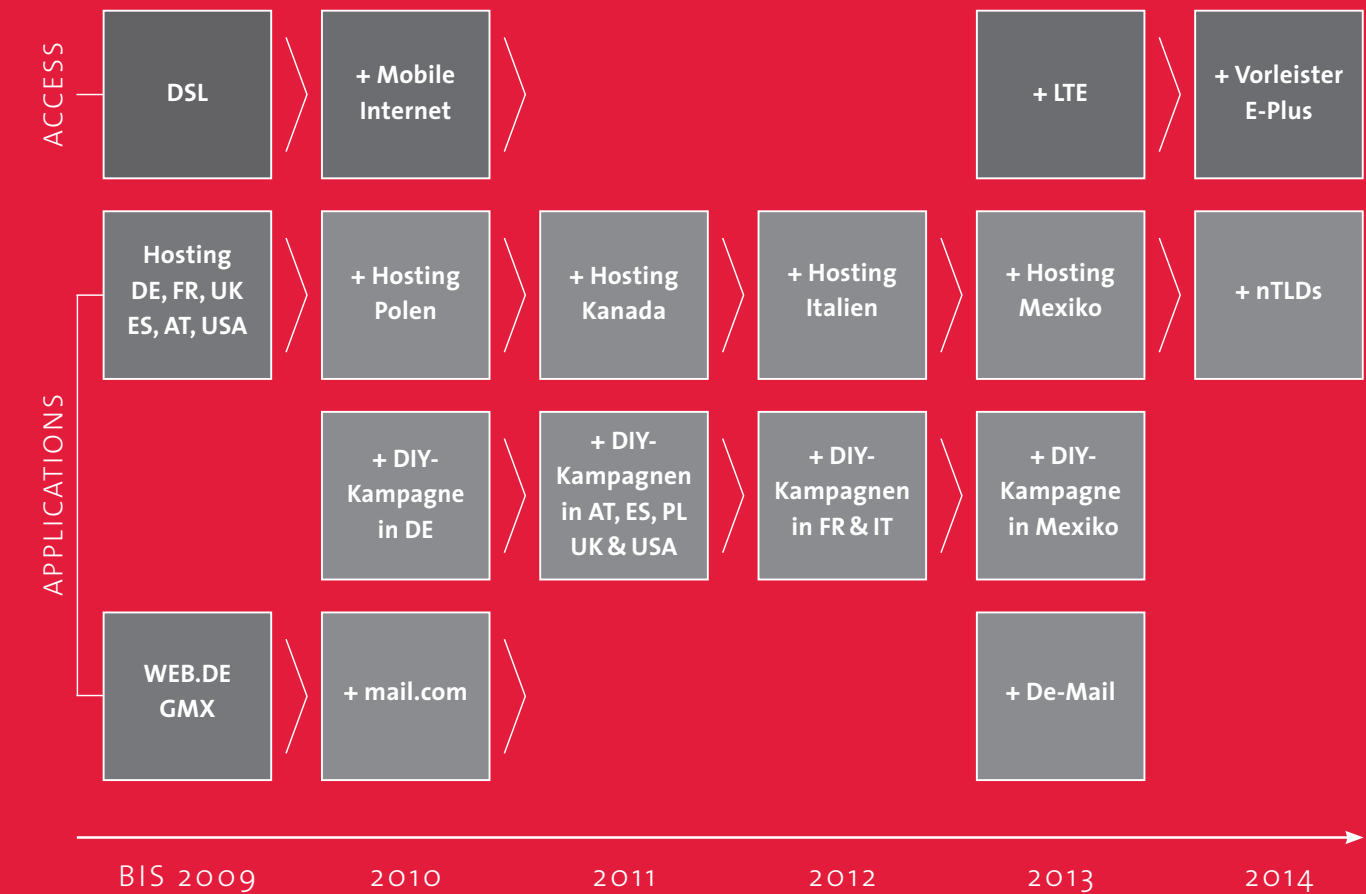 ACCESS
DSL
+ Mobile
Internet
+ LTE
+ Vorleister
E-Plus
APPLICATIONS
Hosting
DE, FR, UK
ES, AT, USA
+ Hosting
Polen
+ Hosting
Kanada
+ Hosting
Italien
+ Hosting
Mexiko
+ nTLDs
+ DIY-
Kampagne
in DE
+ DIY-
Kampagnen
in AT, ES, PL
UK & USA
+ DIY-
Kampagnen
in FR & IT
+ DIY-
Kampagne
in Mexiko
WEB.DE
GMX
+ mail.com
+ De-Mail
BIS 2009
2010
2011
2012
2013
2014